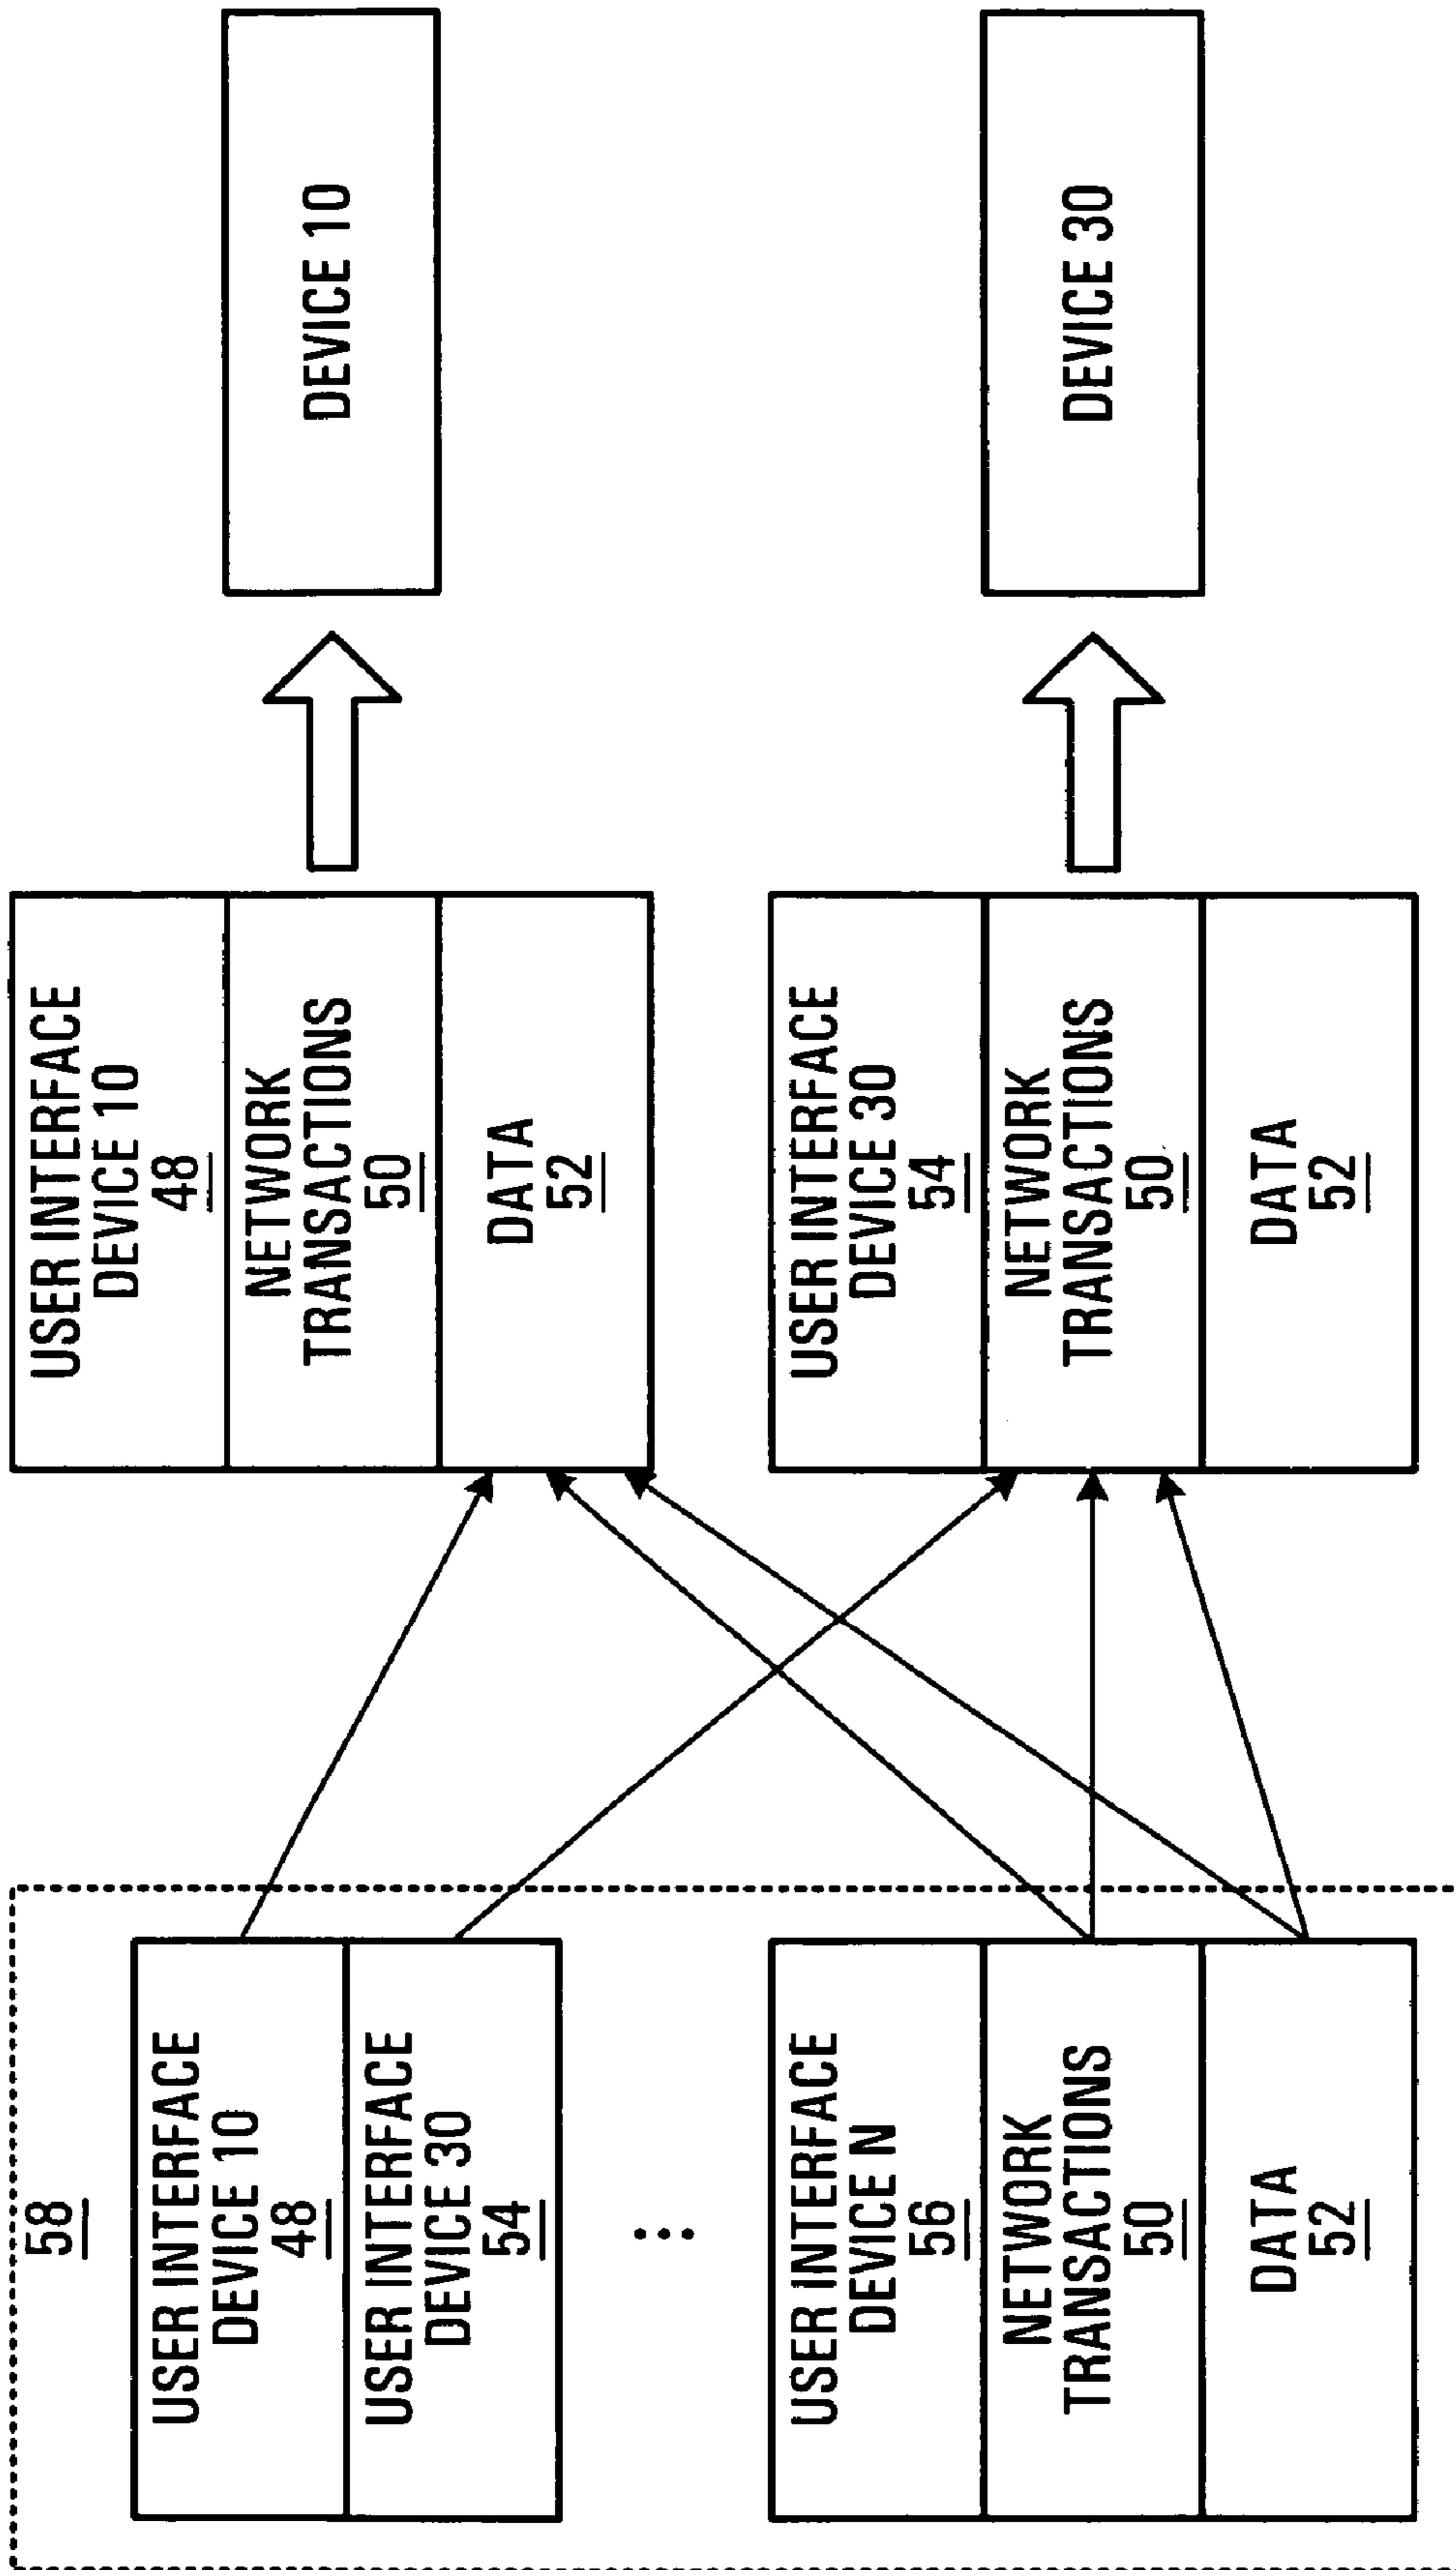 58
USER INTERFACE
DEVICE 10
48
USER INTERFACE
DEVICE 30
54
USER INTERFACE
DEVICE N
56
NETWORK
TRANSACTIONS
50
DATA
52
USER INTERFACE
DEVICE 10
48
NETWORK
TRANSACTIONS
50
DATA
52
USER INTERFACE
DEVICE 30
54
NETWORK
TRANSACTIONS
50
DATA
52
DEVICE 10
DEVICE 30